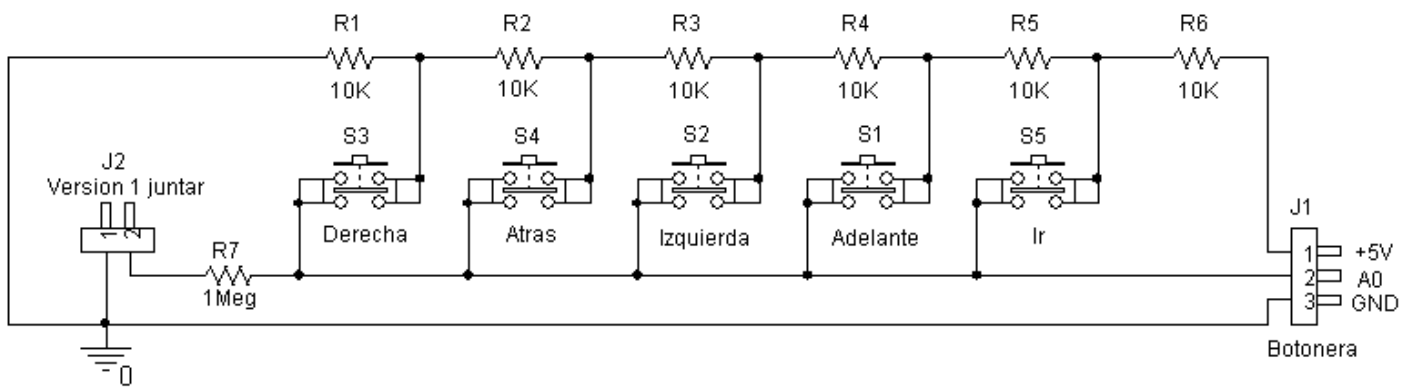 R1 R2 R3 R4 R5 R6
10K 10K 10K 10K 10K 10K
S3 S4 S2 S1 S5
J2
Version 1 juntar
1 2
Derecha Atras Izquierda Adelante Ir
R7
1Meg
J1
1 +5V
2 A0
3 GND
Botonera
0